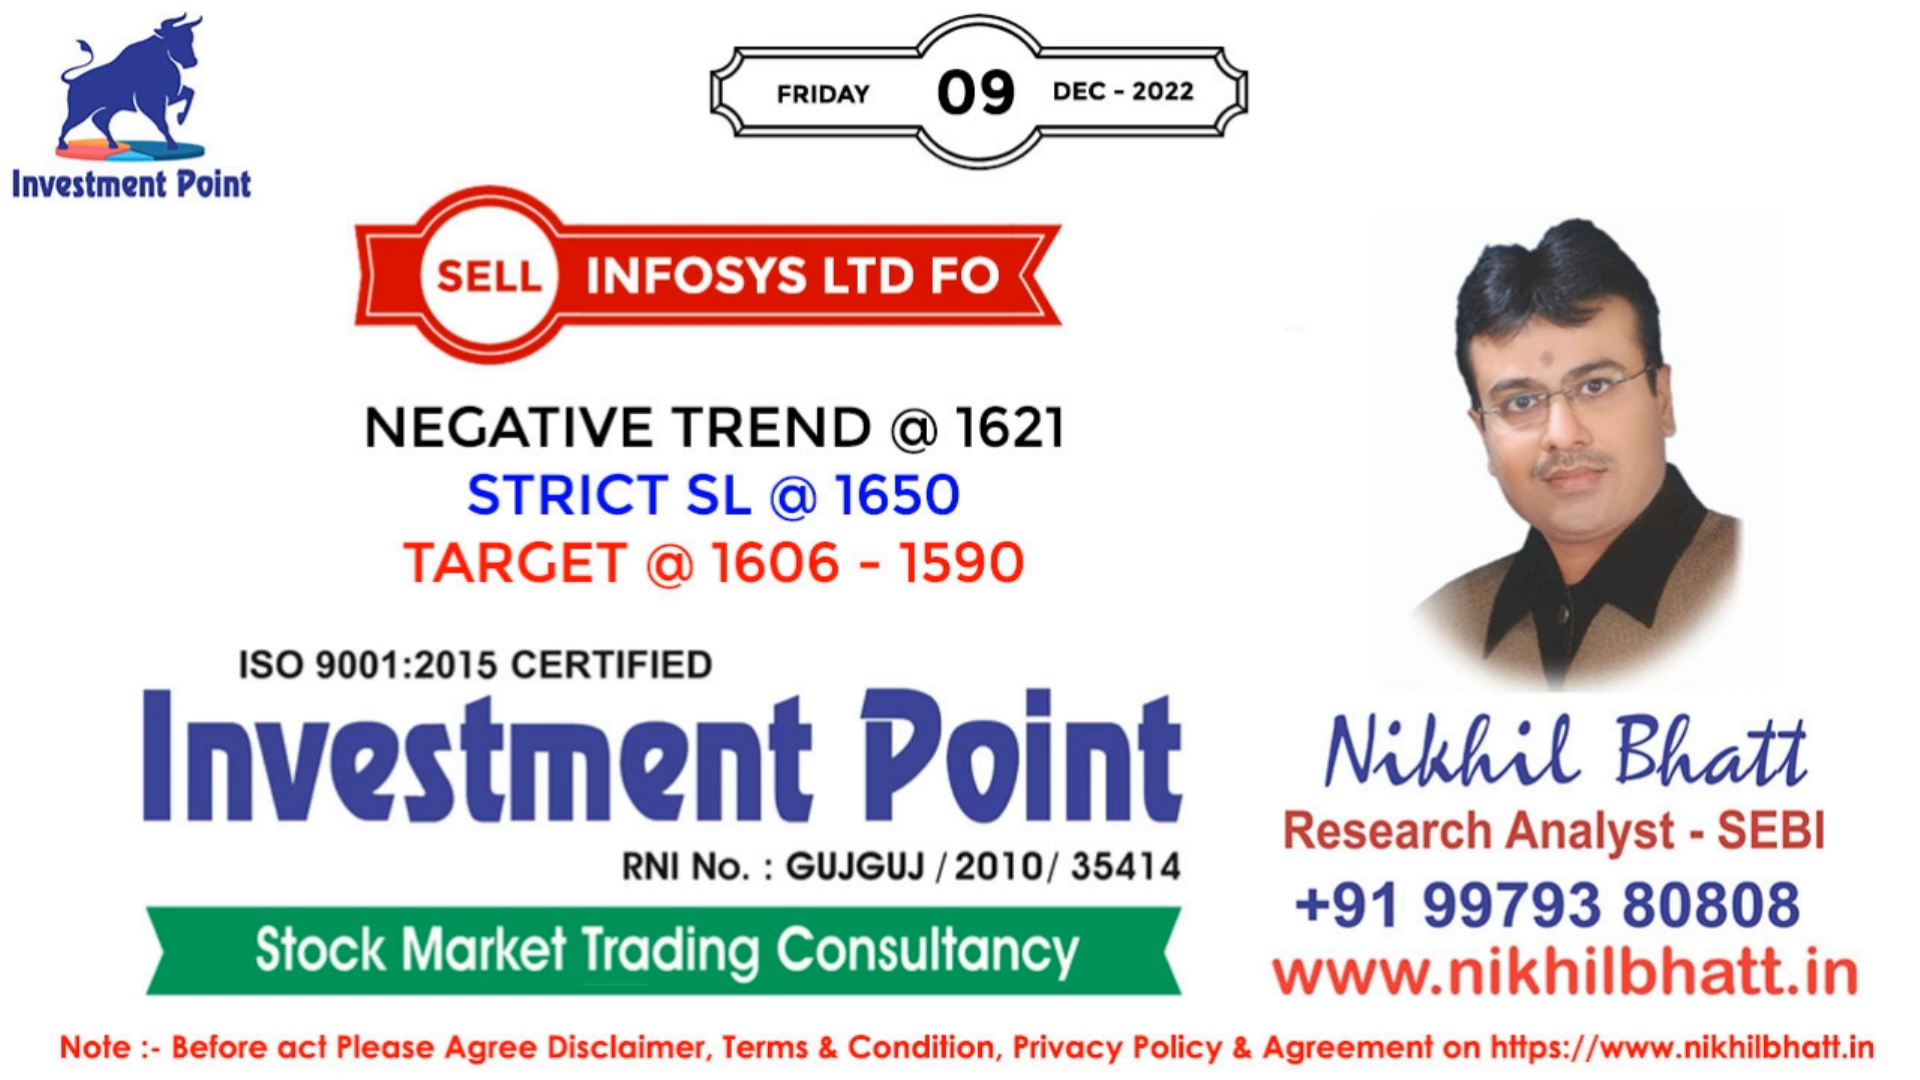 FRIDAY 09 DEC - 2022
Investment Point
SELL INFOSYS LTD FO
NEGATIVE TREND @ 1621
STRICT SL @ 1650
TARGET @ 1606 - 1590
ISO 9001:2015 CERTIFIED
Investment Point
RNI No. : GUJGUJ / 2010/ 35414
Stock Market Trading Consultancy
Nikhil Bhatt
Research Analyst - SEBI
+91 99793 80808
www.nikhilbhatt.in
Note :- Before act Please Agree Disclaimer, Terms & Condition, Privacy Policy & Agreement on https://www.nikhilbhatt.in